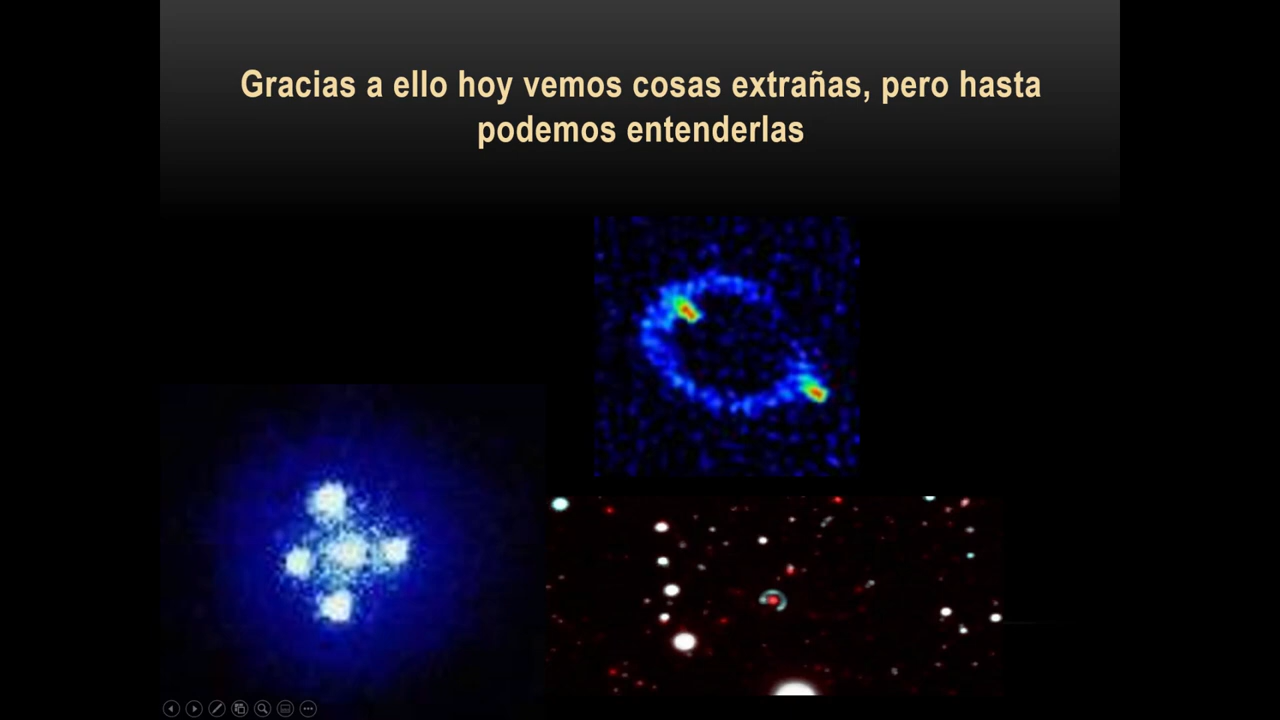 Gracias a ello hoy vemos cosas extrañas, pero hasta
podemos entenderlas